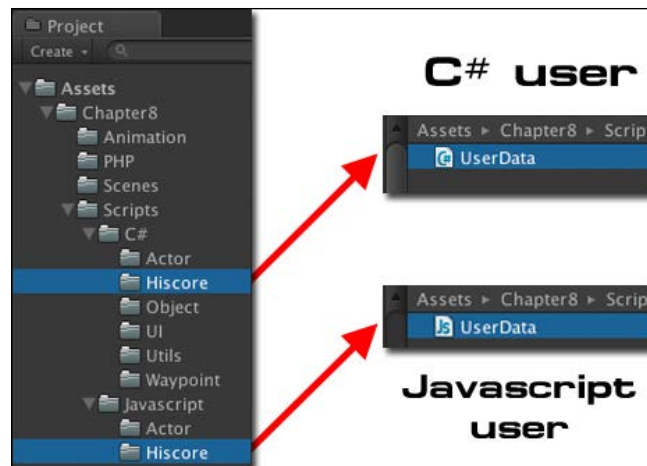 Project
Create
Assets
Chapter8
Animation
PHP
Scenes
Scripts
C#
Actor
Hiscore
Object
UI
Utils
Waypoint
Javascript
Actor
Hiscore
C# user
Assets ▸ Chapter8 ▸ Scrip
C# UserData
Assets ▸ Chapter8 ▸ Scrip
Js UserData
Javascript
user